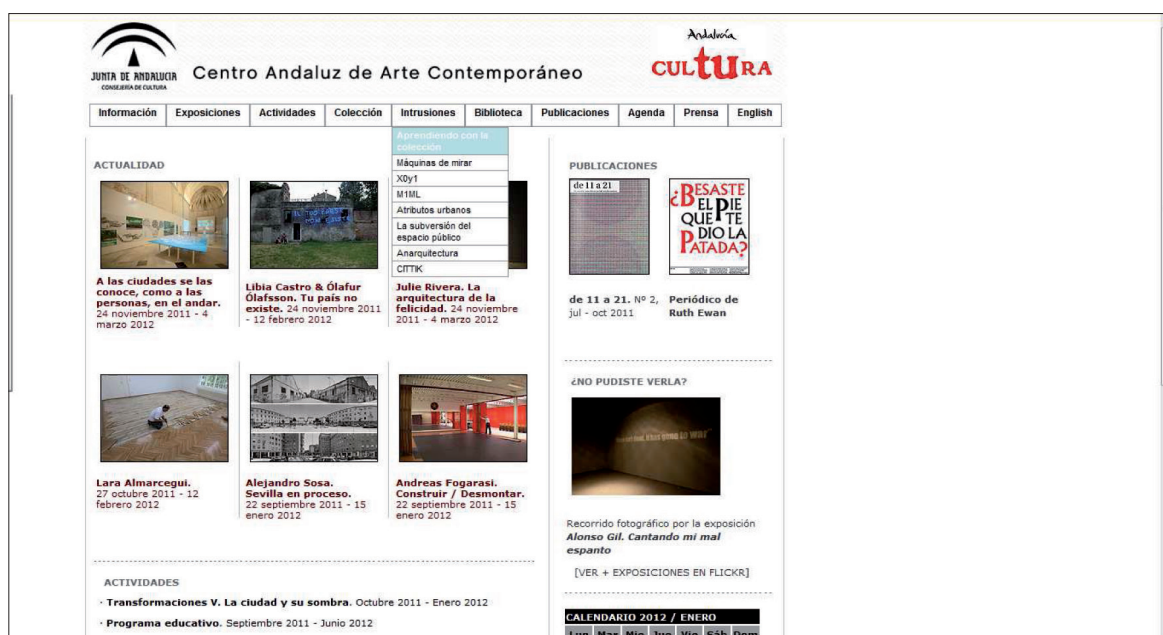 JUNTA DE ANDALUCIA
CONSEJERÍA DE CULTURA
Centro Andaluz de Arte Contemporáneo
Andalucía
CULTURA
Información Exposiciones Actividades Colección Intrusiones Biblioteca Publicaciones Agenda Prensa English
Aprendiendo con la
colección
Máquinas de mirar
X0y1
M1ML
Atributos urbanos
La subversión del
espacio público
Anarquitectura
CITTIK
ACTUALIDAD
A las ciudades se las
conoce, como a las
personas, en el andar.
24 noviembre 2011 - 4
marzo 2012
Libia Castro & Ólafur
Ólafsson. Tu país no
existe. 24 noviembre 2011
- 12 febrero 2012
Julie Rivera. La
arquitectura de la
felicidad. 24 noviembre
2011 - 4 marzo 2012
Lara Almarcegui.
27 octubre 2011 - 12
febrero 2012
Alejandro Sosa.
Sevilla en proceso.
22 septiembre 2011 - 15
enero 2012
Andreas Fogarasi.
Construir / Desmontar.
22 septiembre 2011 - 15
enero 2012
ACTIVIDADES
· Transformaciones V. La ciudad y su sombra. Octubre 2011 - Enero 2012
· Programa educativo. Septiembre 2011 - Junio 2012
PUBLICACIONES
de 11 a 21
¿BESASTE
EL PIE
QUE TE
DIO LA
PATADA?
de 11 a 21. Nº 2,
jul - oct 2011
Periódico de
Ruth Ewan
¿NO PUDISTE VERLA?
Recorrido fotográfico por la exposición
Alonso Gil. Cantando mi mal
espanto
[VER + EXPOSICIONES EN FLICKR]
CALENDARIO 2012 / ENERO
Lun Mar Mie Jue Vie Sáb Dom